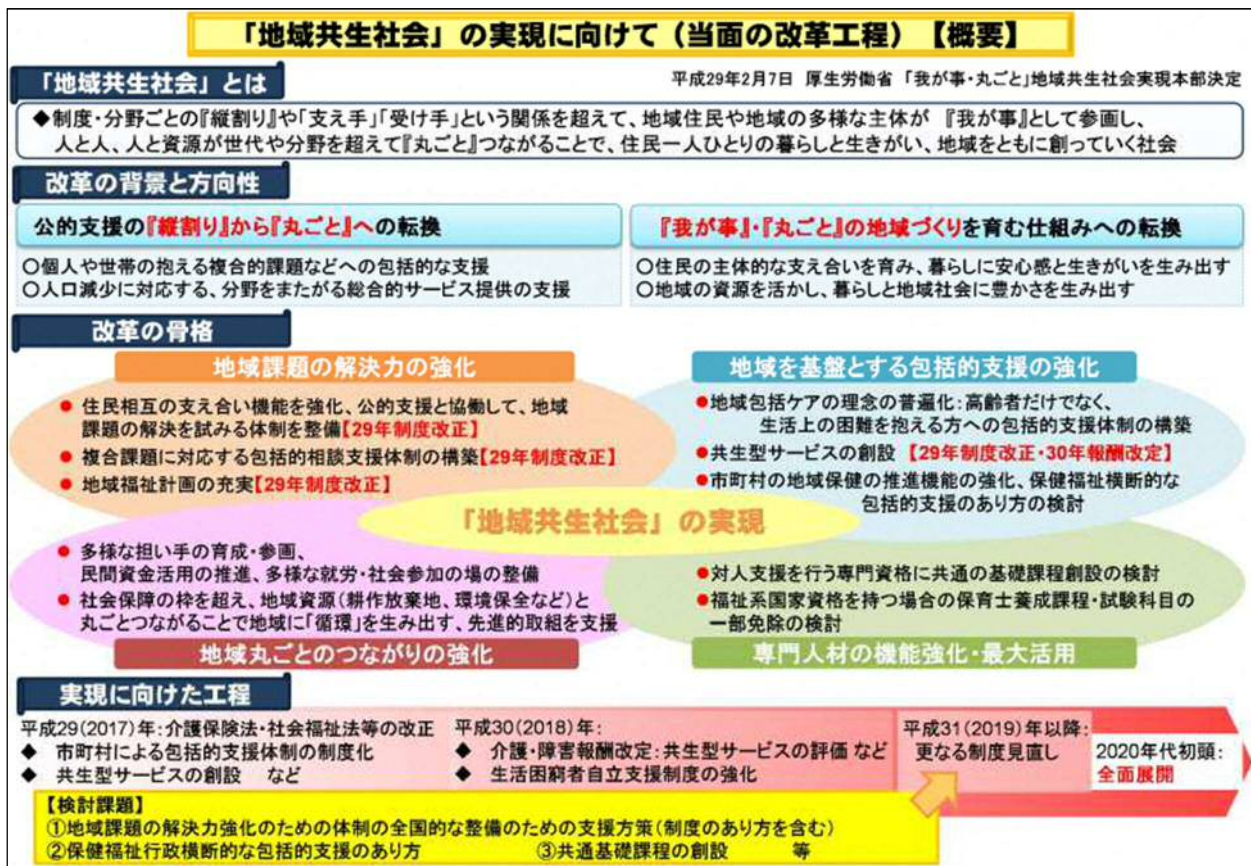 「地域共生社会」の実現に向けて（当面の改革工程）【概要】
「地域共生社会」とは
平成29年2月7日 厚生労働省 「我が事・丸ごと」地域共生社会実現本部決定
◆制度・分野ごとの『縦割り』や「支え手」「受け手」という関係を超えて、地域住民や地域の多様な主体が 『我が事』として参画し、
人と人、人と資源が世代や分野を超えて『丸ごと』つながることで、住民一人ひとりの暮らしと生きがい、地域をともに創っていく社会
改革の背景と方向性
公的支援の『縦割り』から『丸ごと』への転換
○個人や世帯の抱える複合的課題などへの包括的な支援
○人口減少に対応する、分野をまたがる総合的サービス提供の支援
『我が事』・『丸ごと』の地域づくりを育む仕組みへの転換
○住民の主体的な支え合いを育み、暮らしに安心感と生きがいを生み出す
○地域の資源を活かし、暮らしと地域社会に豊かさを生み出す
改革の骨格
地域課題の解決力の強化
● 住民相互の支え合い機能を強化、公的支援と協働して、地域
課題の解決を試みる体制を整備【29年制度改正】
● 複合課題に対応する包括的相談支援体制の構築【29年制度改正】
● 地域福祉計画の充実【29年制度改正】
地域を基盤とする包括的支援の強化
●地域包括ケアの理念の普遍化：高齢者だけでなく、
生活上の困難を抱える方への包括的支援体制の構築
●共生型サービスの創設 【29年制度改正・30年報酬改定】
●市町村の地域保健の推進機能の強化、保健福祉横断的な
包括的支援のあり方の検討
「地域共生社会」の実現
● 多様な担い手の育成・参画、
民間資金活用の推進、多様な就労・社会参加の場の整備
● 社会保障の枠を超え、地域資源（耕作放棄地、環境保全など）と
丸ごとつながることで地域に「循環」を生み出す、先進的取組を支援
地域丸ごとのつながりの強化
●対人支援を行う専門資格に共通の基礎課程創設の検討
●福祉系国家資格を持つ場合の保育士養成課程・試験科目の
一部免除の検討
専門人材の機能強化・最大活用
実現に向けた工程
平成29(2017)年：介護保険法・社会福祉法等の改正
◆ 市町村による包括的支援体制の制度化
◆ 共生型サービスの創設 など
平成30(2018)年：
◆ 介護・障害報酬改定：共生型サービスの評価 など
◆ 生活困窮者自立支援制度の強化
平成31(2019)年以降：
更なる制度見直し
2020年代初頭：
全面展開
【検討課題】
①地域課題の解決力強化のための体制の全国的な整備のための支援方策（制度のあり方を含む）
②保健福祉行政横断的な包括的支援のあり方 ③共通基礎課程の創設 等